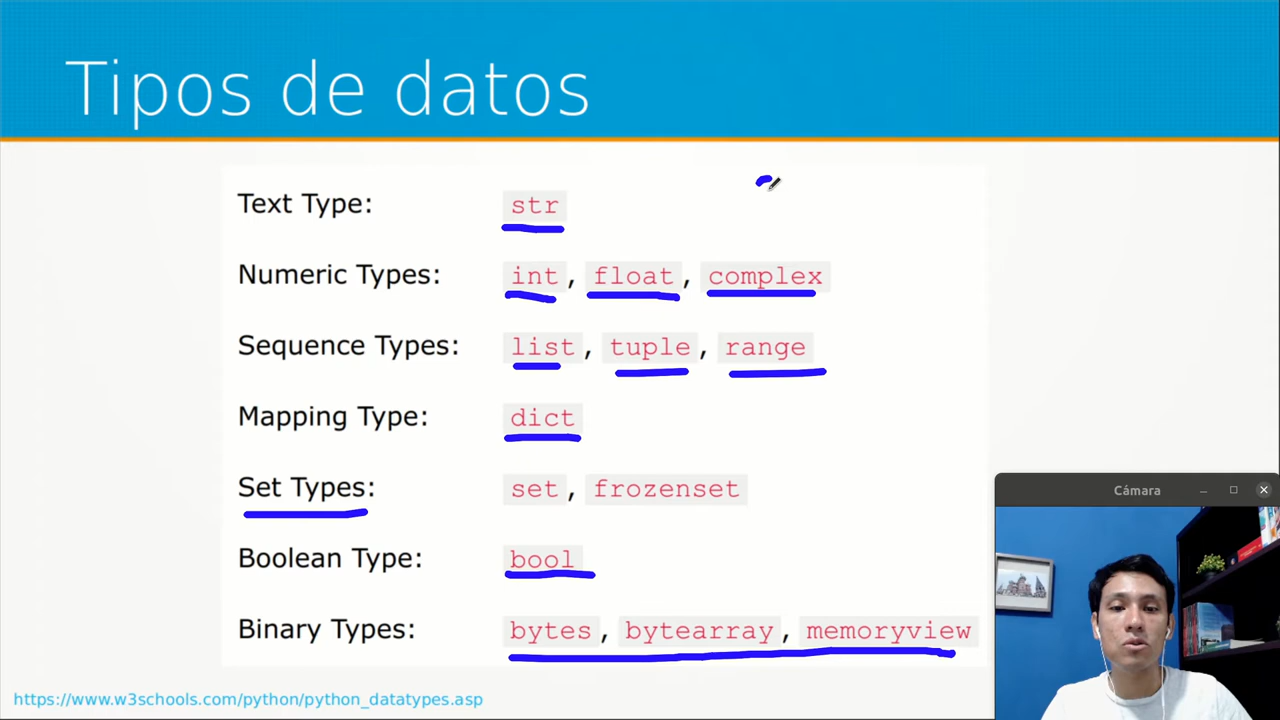 Tipos de datos
Text Type: str
Numeric Types: int, float, complex
Sequence Types: list, tuple, range
Mapping Type: dict
Set Types: set, frozenset
Boolean Type: bool
Binary Types: bytes, bytearray, memoryview
Cámara
https://www.w3schools.com/python/python_datatypes.asp